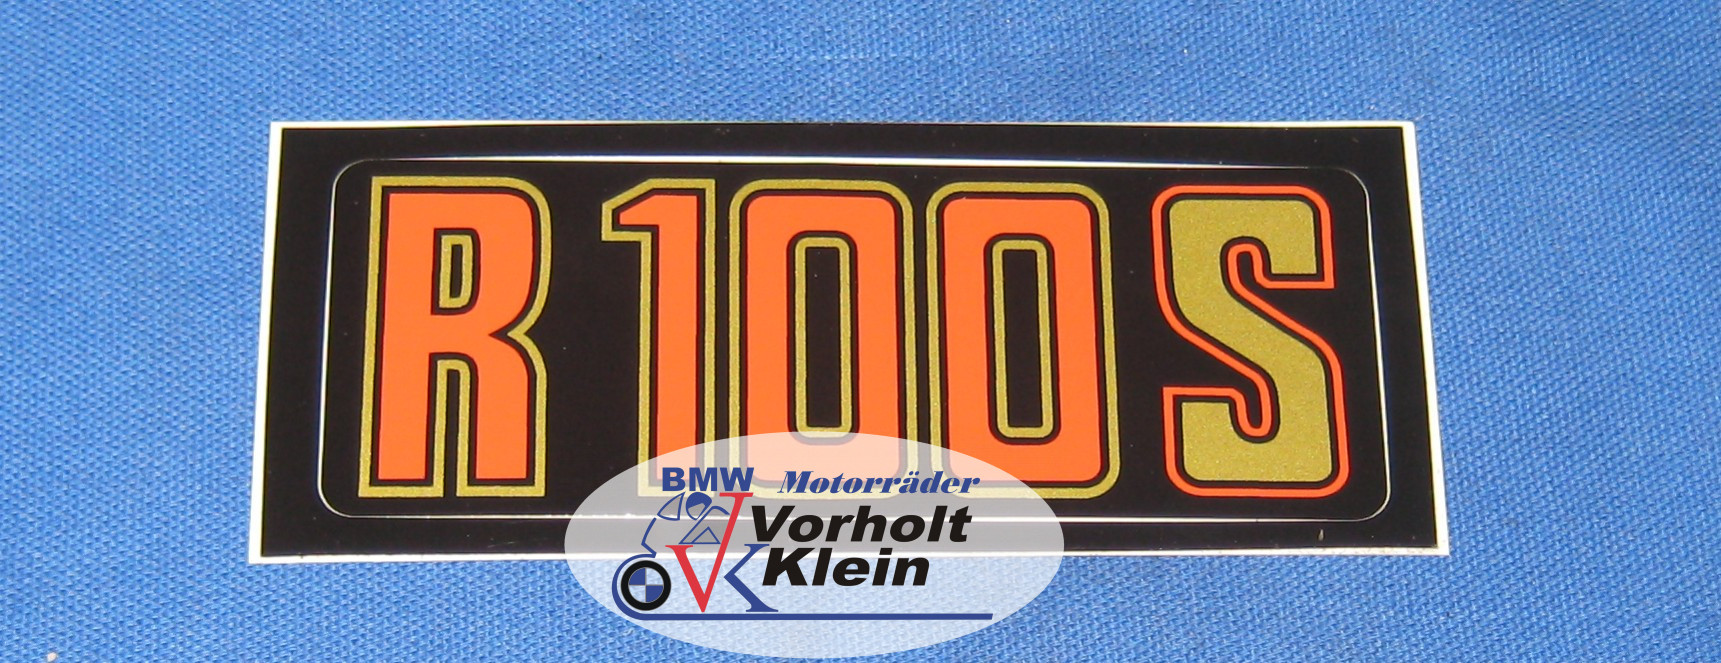 R 100 S
BMW Motorräder
Vorholt
Klein